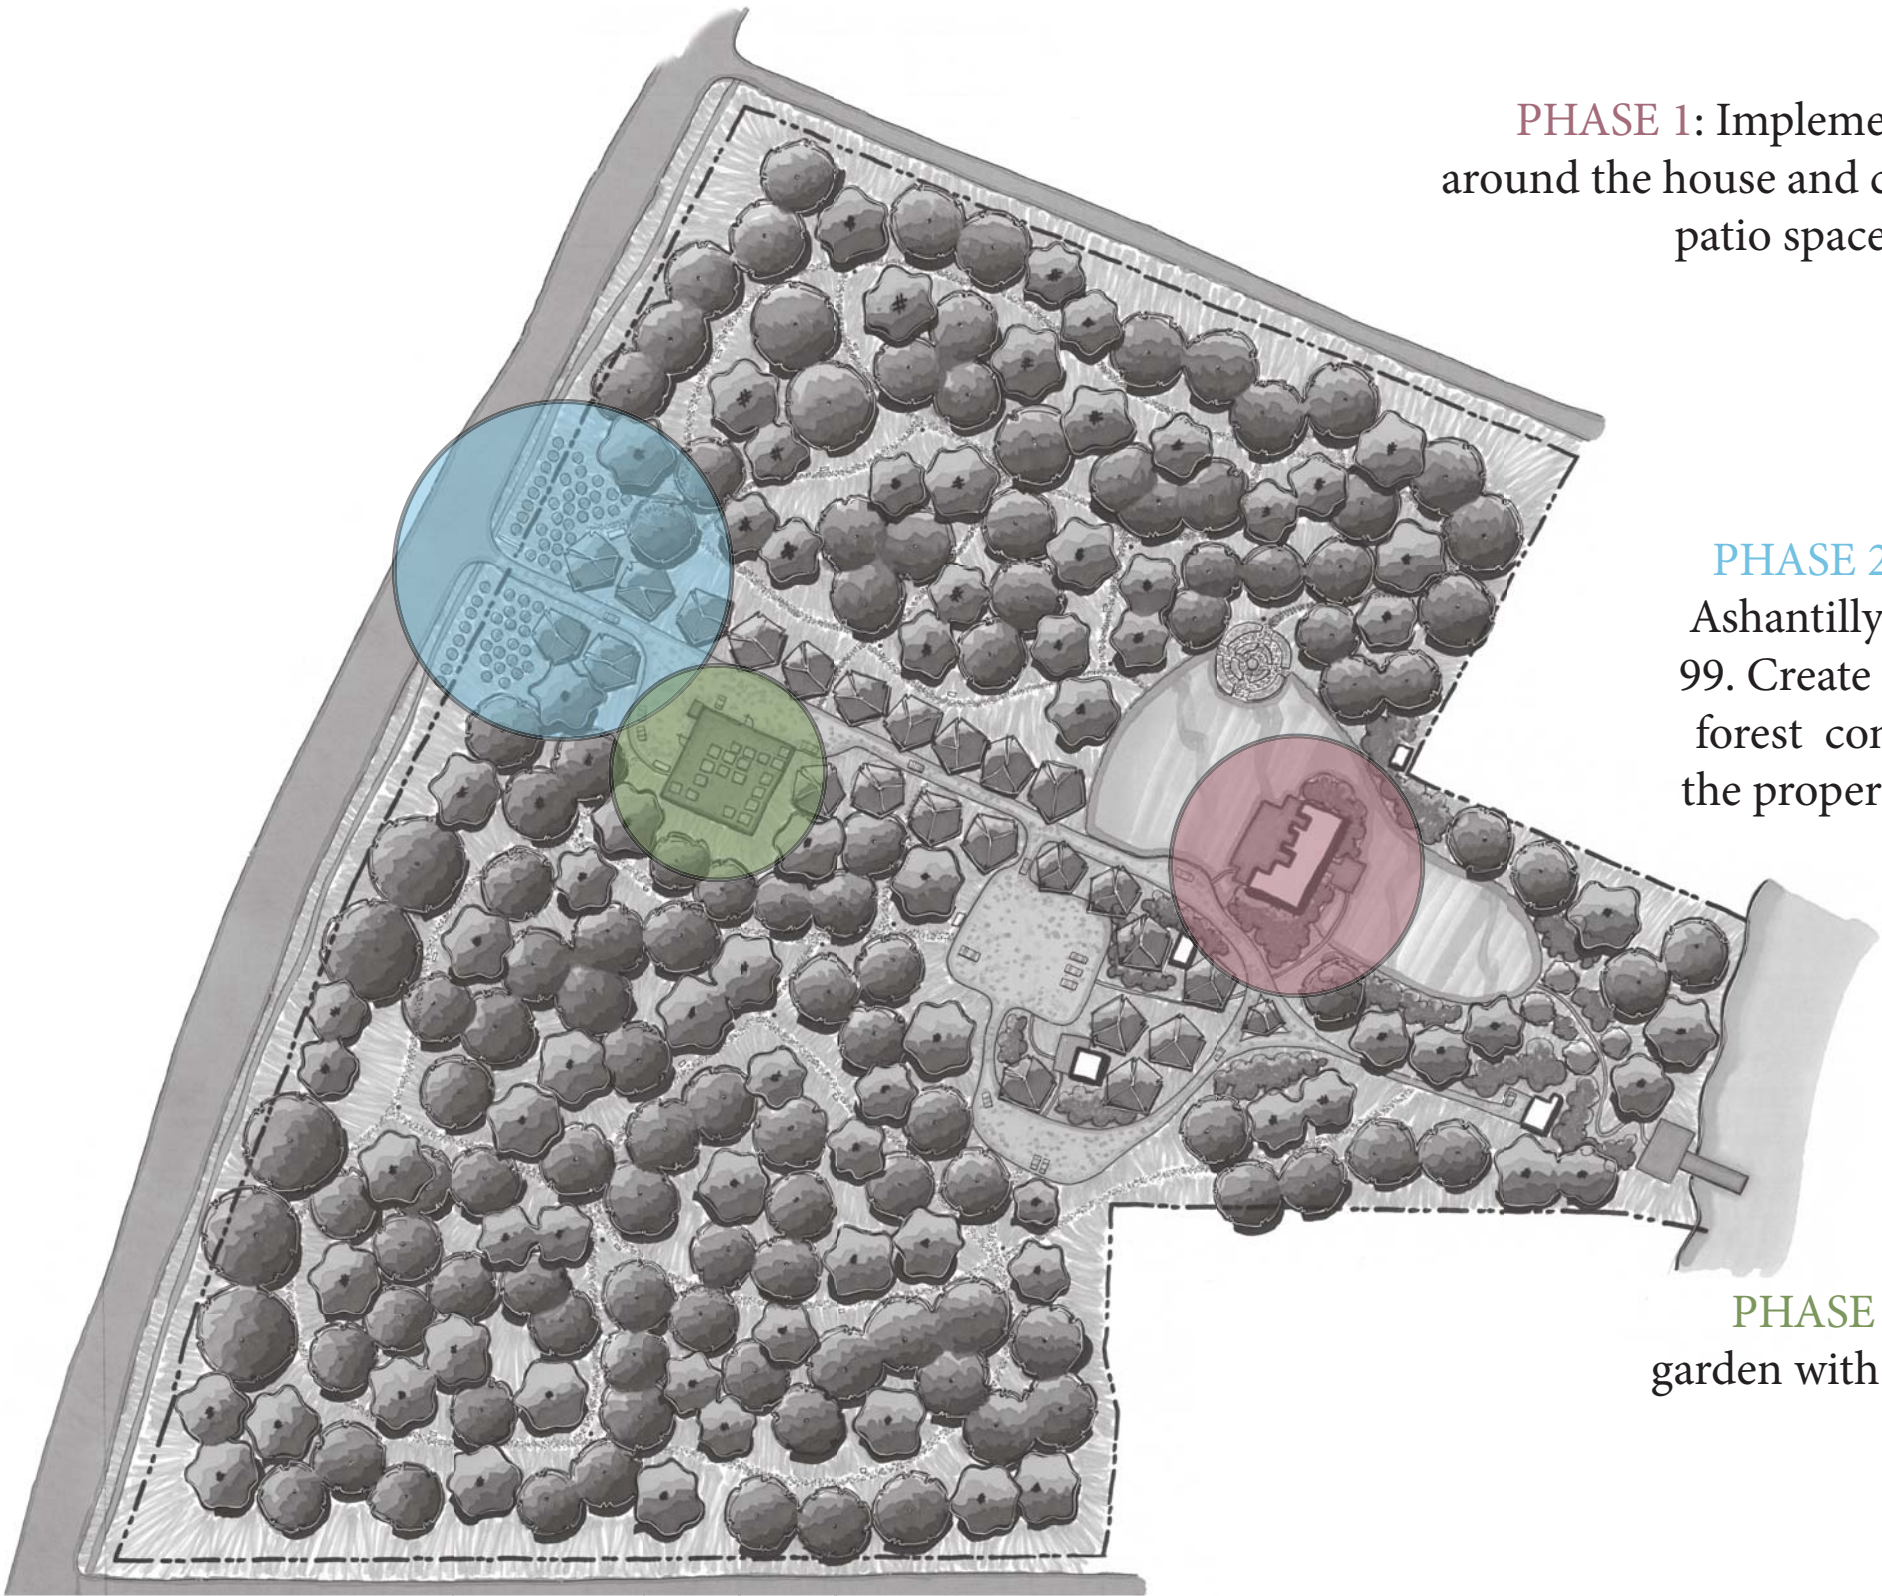 PHASE 1: Impleme
around the house and c
patio space
PHASE 2
Ashantilly
99. Create
forest con
the proper
PHASE
garden with